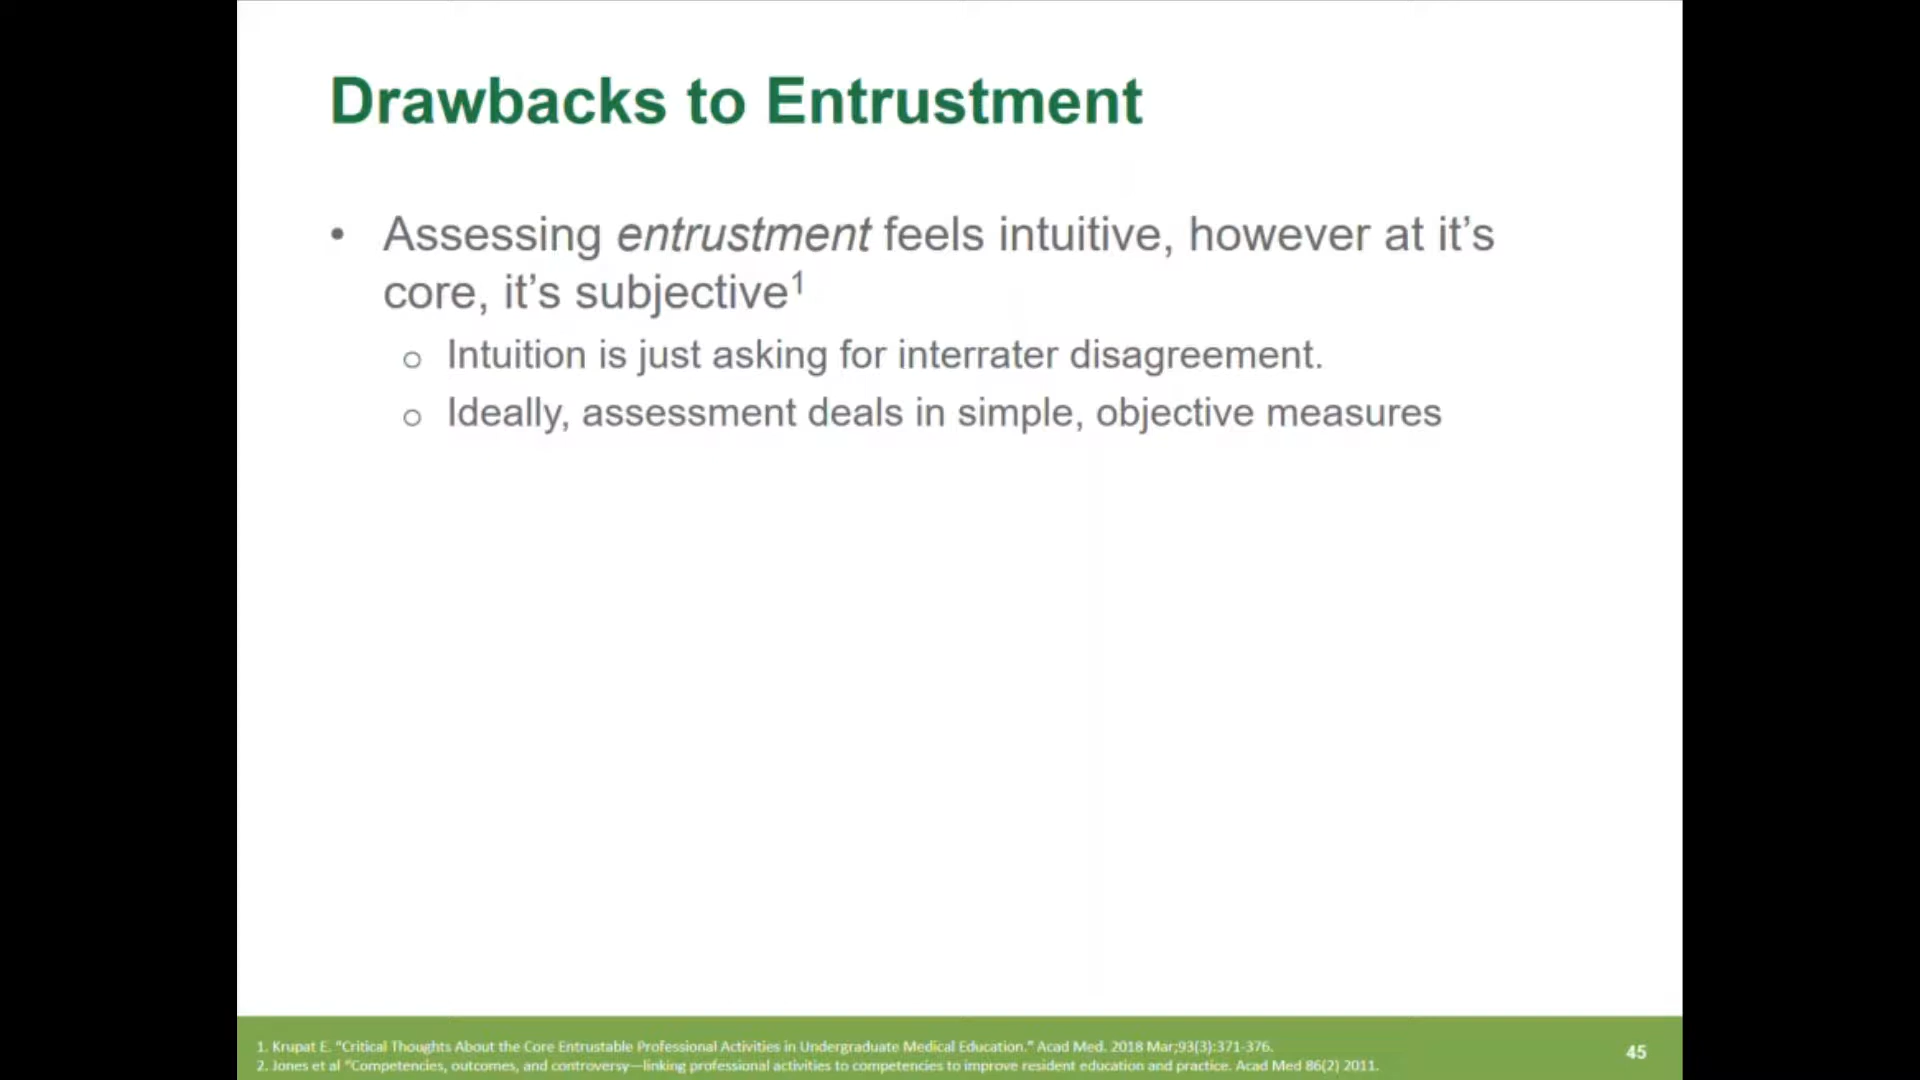 Drawbacks to Entrustment
• Assessing entrustment feels intuitive, however at it’s
core, it’s subjective¹
o Intuition is just asking for interrater disagreement.
o Ideally, assessment deals in simple, objective measures
1. Krupat E. "Critical Thoughts About the Core Entrustable Professional Activities in Undergraduate Medical Education." Acad Med. 2018 Mar;93(3):371-376.
2. Jones et al "Competencies, outcomes, and controversy—linking professional activities to competencies to improve resident education and practice. Acad Med 86(2) 2011.
45